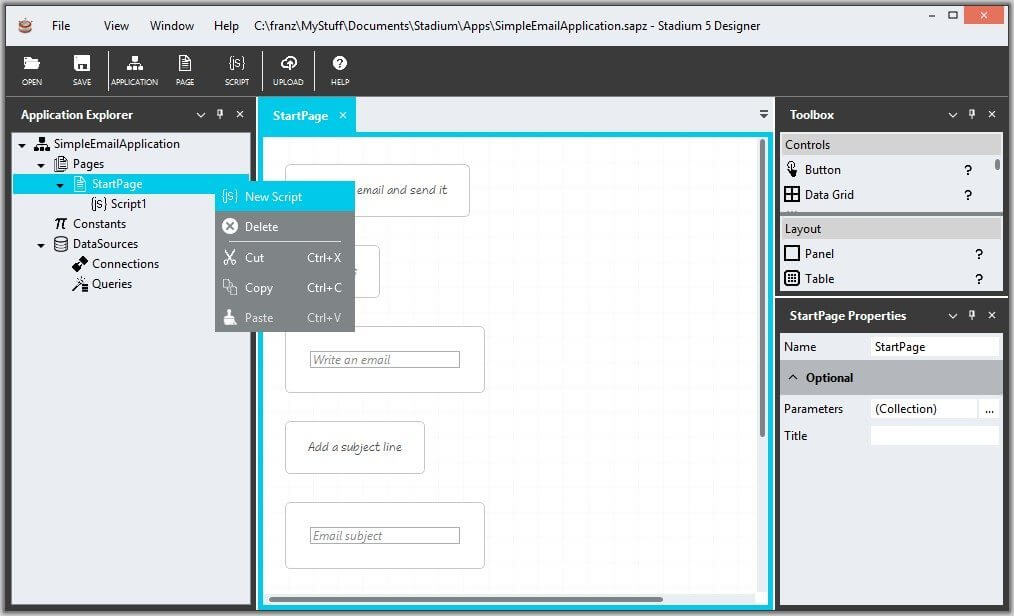 File View Window Help C:\franz\MyStuff\Documents\Stadium\Apps\SimpleEmailApplication.sapz - Stadium 5 Designer
OPEN SAVE APPLICATION PAGE SCRIPT UPLOAD HELP
Application Explorer
SimpleEmailApplication
Pages
StartPage
{JS} Script1
Constants
DataSources
Connections
Queries
{JS} New Script
Delete
Cut Ctrl+X
Copy Ctrl+C
Paste Ctrl+V
StartPage
email and send it
Write an email
Add a subject line
Email subject
Toolbox
Controls
Button ?
Data Grid ?
Layout
Panel ?
Table ?
StartPage Properties
Name StartPage
Optional
Parameters (Collection) ...
Title